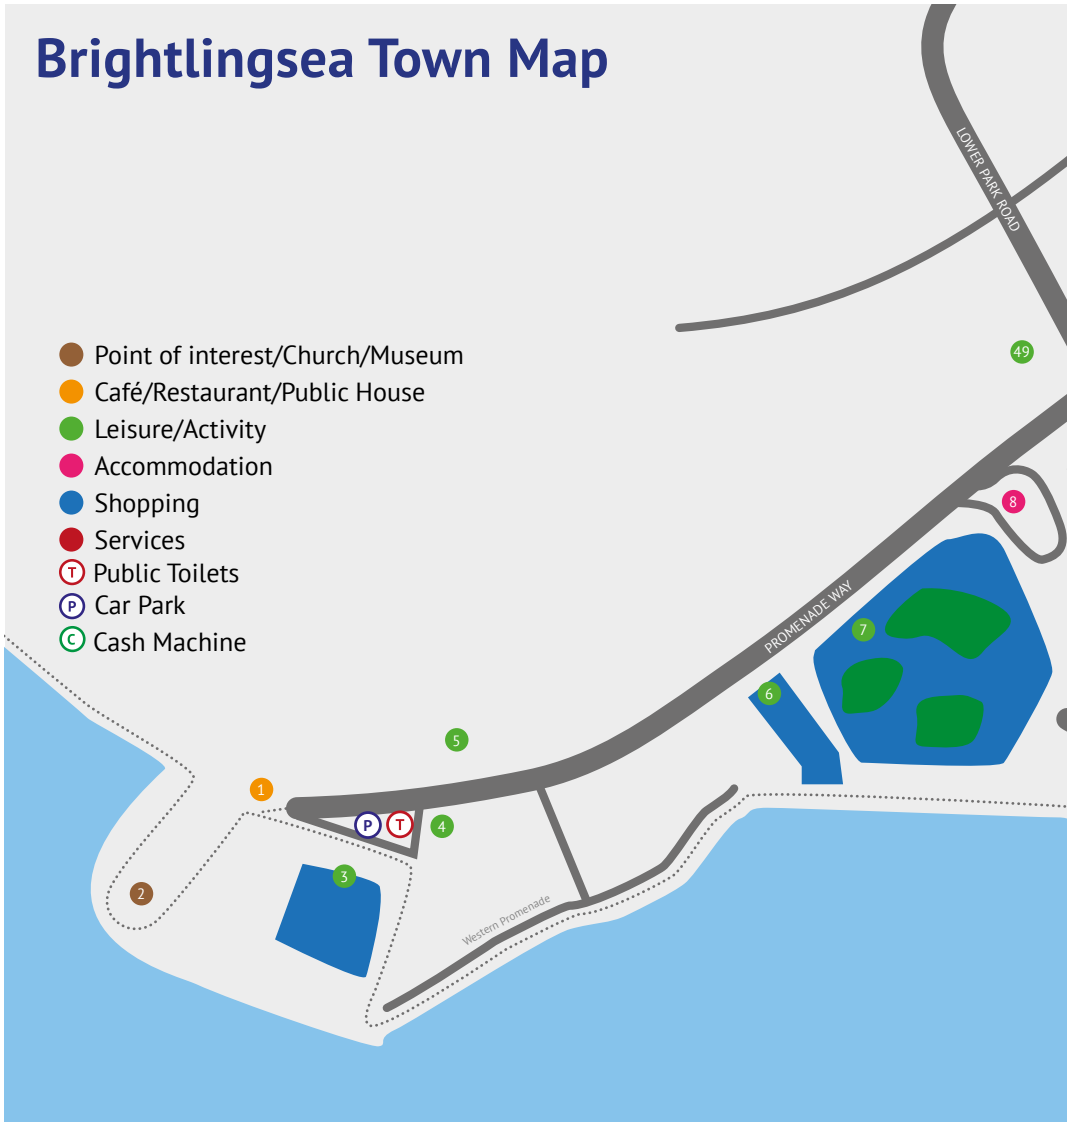 Brightlingsea Town Map
LOWER PARK ROAD
49
Point of interest/Church/Museum
Café/Restaurant/Public House
Leisure/Activity
Accommodation
Shopping
Services
T Public Toilets
P Car Park
C Cash Machine
8
PROMENADE WAY
7
6
5
1
P
T
4
3
2
Western Promenade